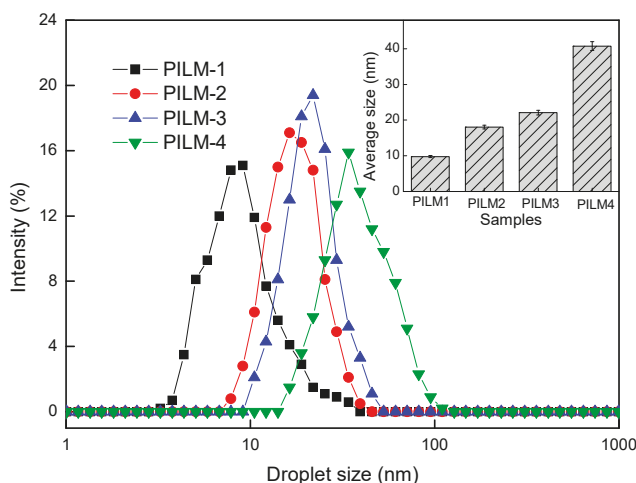 24
20
16
12
8
4
0
Intensity (%)
1
10
100
1000
Droplet size (nm)
PILM-1
PILM-2
PILM-3
PILM-4
40
30
20
10
0
Average size (nm)
PILM1
PILM2
PILM3
PILM4
Samples